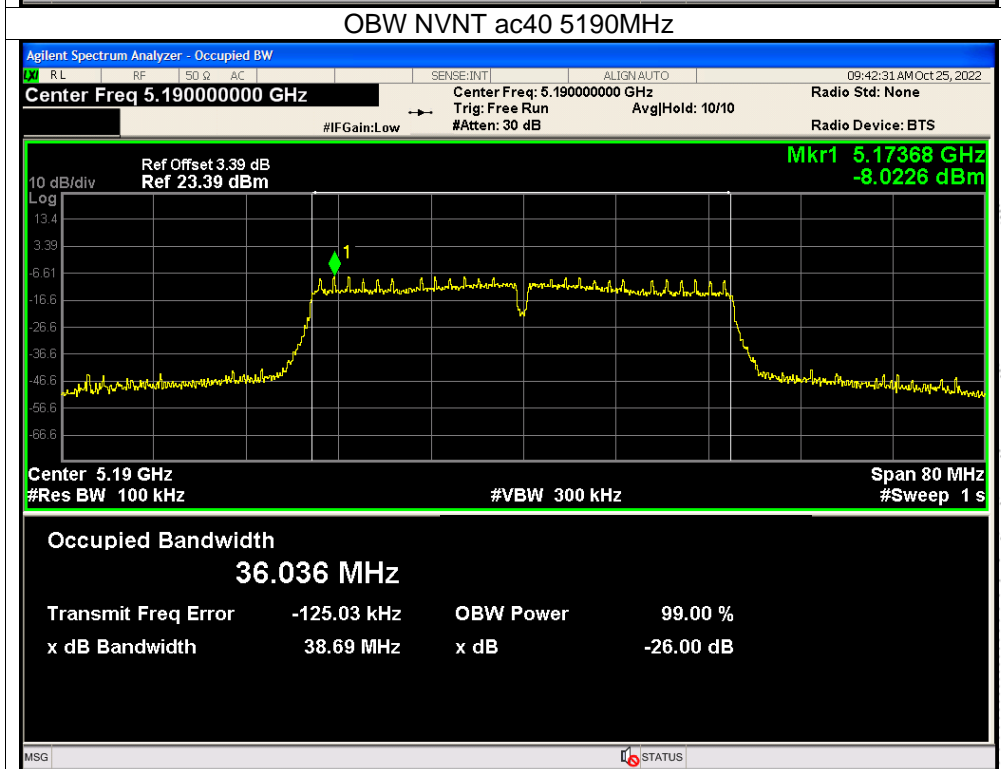 OBW NVNT ac40 5190MHz
Agilent Spectrum Analyzer - Occupied BW
LXI RL RF 50 Ω AC SENSE:INT ALIGN AUTO 09:42:31 AM Oct 25, 2022
Center Freq 5.190000000 GHz Center Freq: 5.190000000 GHz Radio Std: None
Trig: Free Run Avg|Hold: 10/10
#IFGain:Low #Atten: 30 dB Radio Device: BTS
Mkr1 5.17368 GHz
-8.0226 dBm
Ref Offset 3.39 dB
10 dB/div Ref 23.39 dBm
Log
13.4
3.39
1
-6.61
-16.6
-26.6
-36.6
-46.6
-56.6
-66.6
Center 5.19 GHz Span 80 MHz
#Res BW 100 kHz #VBW 300 kHz #Sweep 1 s
Occupied Bandwidth
36.036 MHz
Transmit Freq Error -125.03 kHz OBW Power 99.00 %
x dB Bandwidth 38.69 MHz x dB -26.00 dB
MSG STATUS